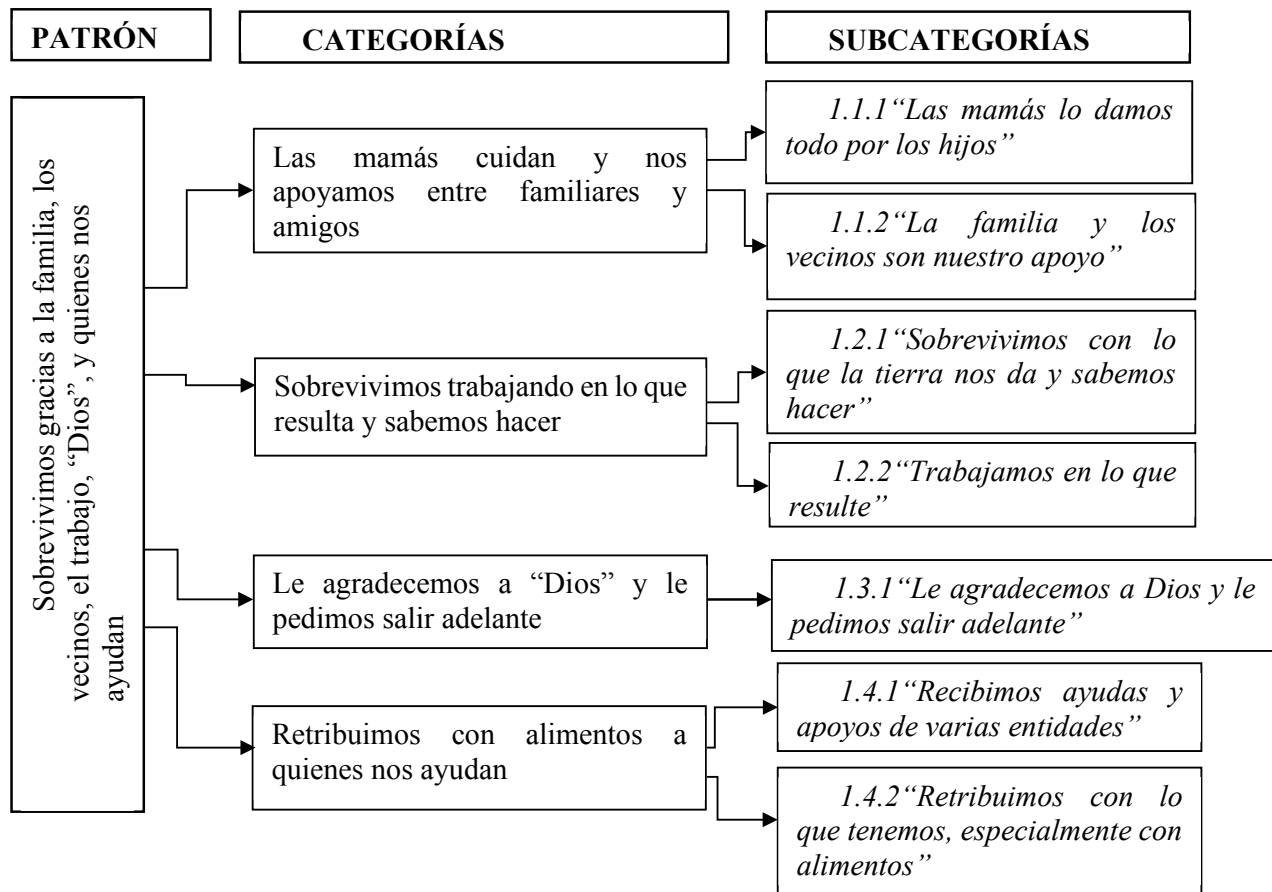 PATRÓN
CATEGORÍAS
SUBCATEGORÍAS
Sobrevivimos gracias a la familia, los
vecinos, el trabajo, “Dios”, y quienes nos
ayudan
Las mamás cuidan y nos
apoyamos entre familiares y
amigos
1.1.1“Las mamás lo damos
todo por los hijos”
1.1.2“La familia y los
vecinos son nuestro apoyo”
Sobrevivimos trabajando en lo que
resulta y sabemos hacer
1.2.1“Sobrevivimos con lo
que la tierra nos da y sabemos
hacer”
1.2.2“Trabajamos en lo que
resulte”
Le agradecemos a “Dios” y le
pedimos salir adelante
1.3.1“Le agradecemos a Dios y le
pedimos salir adelante”
Retribuimos con alimentos a
quienes nos ayudan
1.4.1“Recibimos ayudas y
apoyos de varias entidades”
1.4.2“Retribuimos con lo
que tenemos, especialmente con
alimentos”